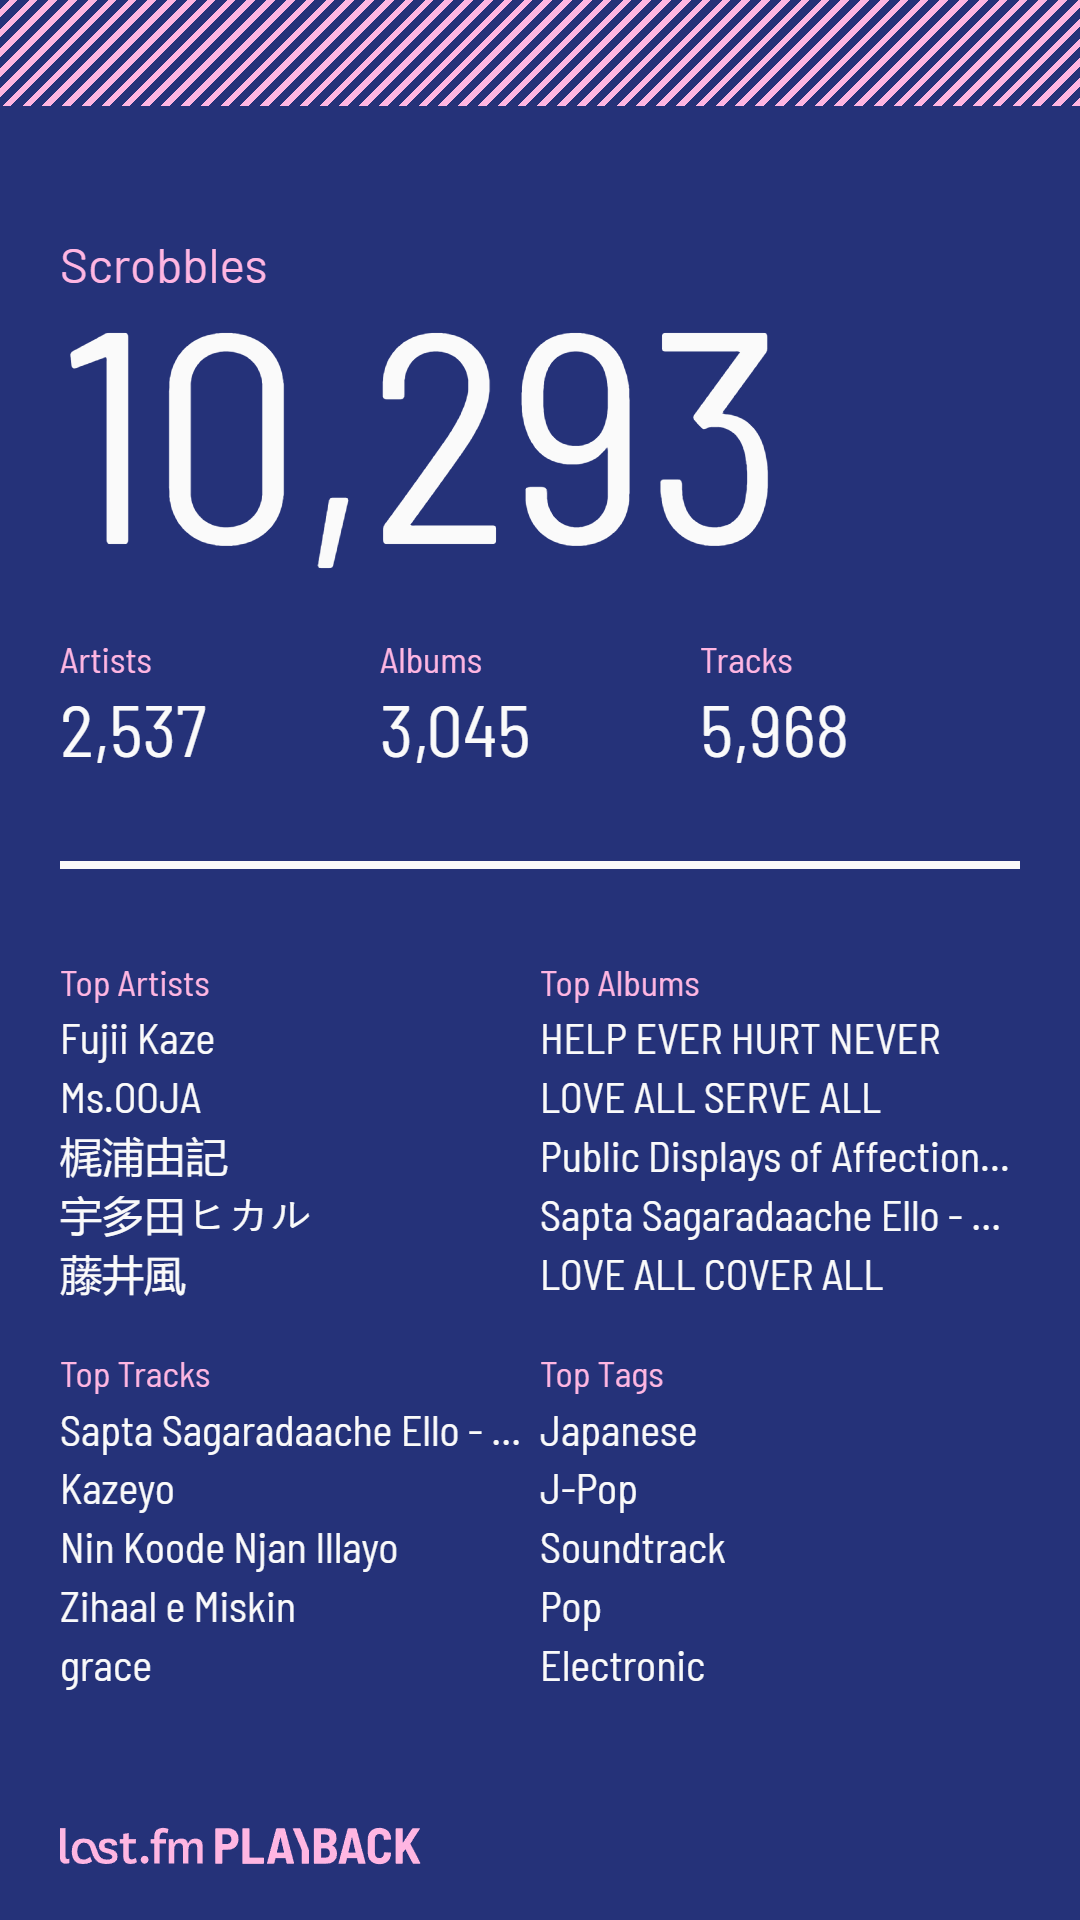 Scrobbles
10,293
Artists
2,537
Albums
3,045
Tracks
5,968
Top Artists
Fujii Kaze
Ms.OOJA
梶浦由記
宇多田ヒカル
藤井風
Top Albums
HELP EVER HURT NEVER
LOVE ALL SERVE ALL
Public Displays of Affection...
Sapta Sagaradaache Ello - ...
LOVE ALL COVER ALL
Top Tracks
Sapta Sagaradaache Ello - ...
Kazeyo
Nin Koode Njan Illayo
Zihaal e Miskin
grace
Top Tags
Japanese
J-Pop
Soundtrack
Pop
Electronic
last.fm PLAYBACK